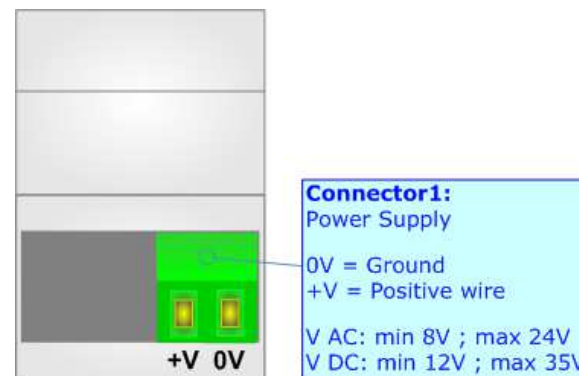 Connector1:
Power Supply
0V = Ground
+V = Positive wire
V AC: min 8V ; max 24V
V DC: min 12V ; max 35V
+V 0V